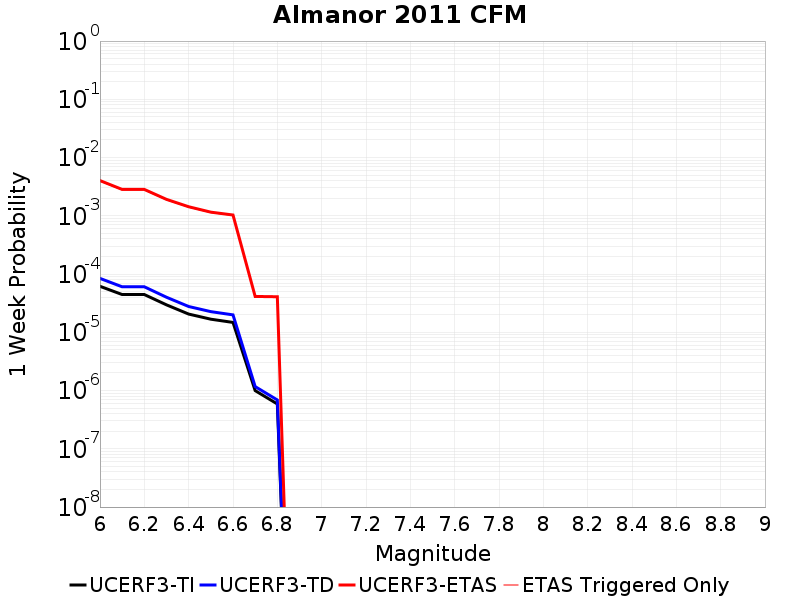 Almanor 2011 CFM
1 Week Probability
10^0
10^-1
10^-2
10^-3
10^-4
10^-5
10^-6
10^-7
10^-8
6 6.2 6.4 6.6 6.8 7 7.2 7.4 7.6 7.8 8 8.2 8.4 8.6 8.8 9
Magnitude
UCERF3-TI UCERF3-TD UCERF3-ETAS ETAS Triggered Only